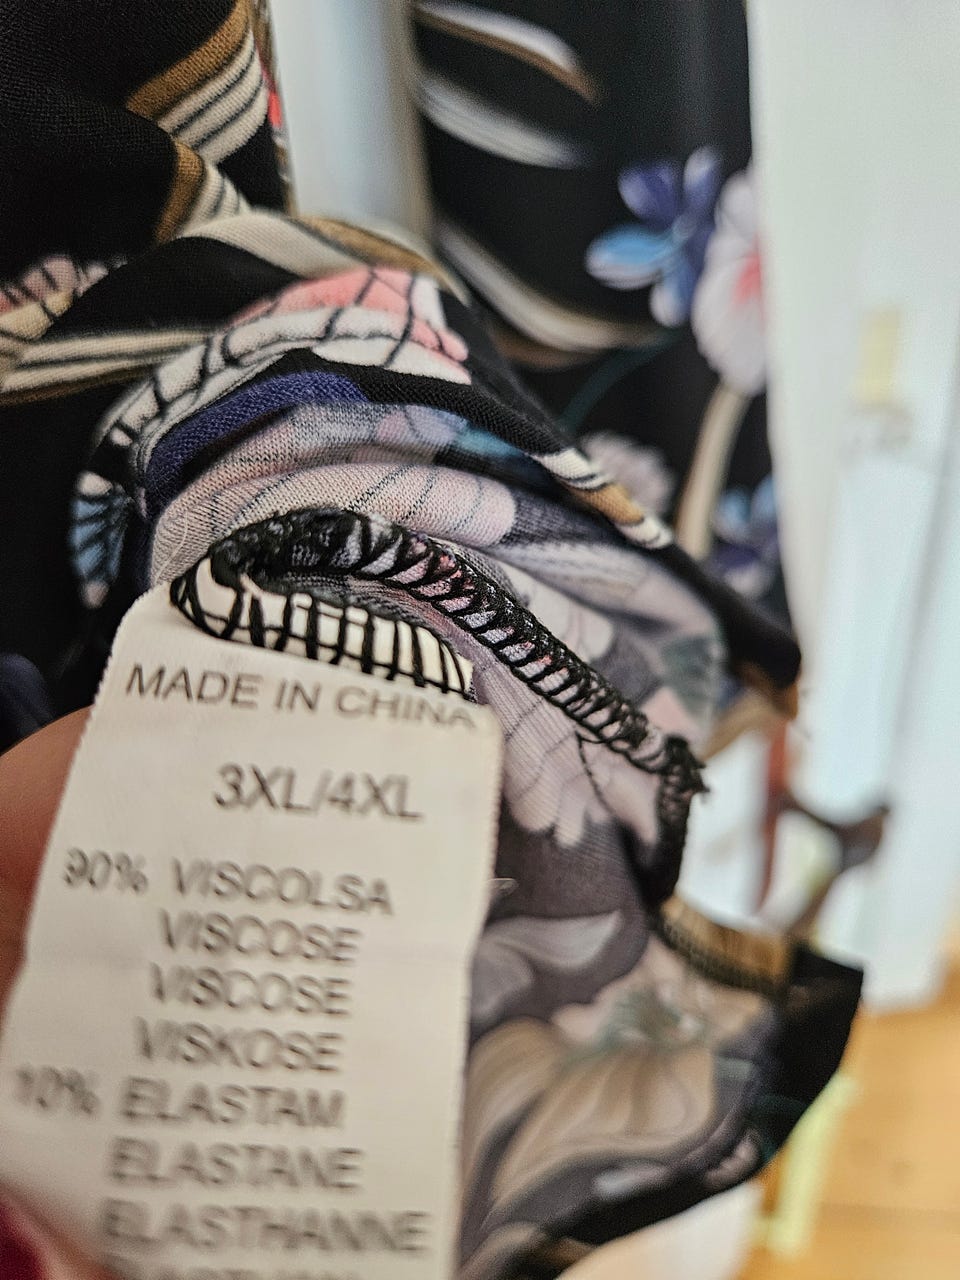 MADE IN CHINA
3XL/4XL
90% VISCOLSA
VISCOSE
VISCOSE
VISKOSE
10% ELASTAM
ELASTANE
ELASTHANNE